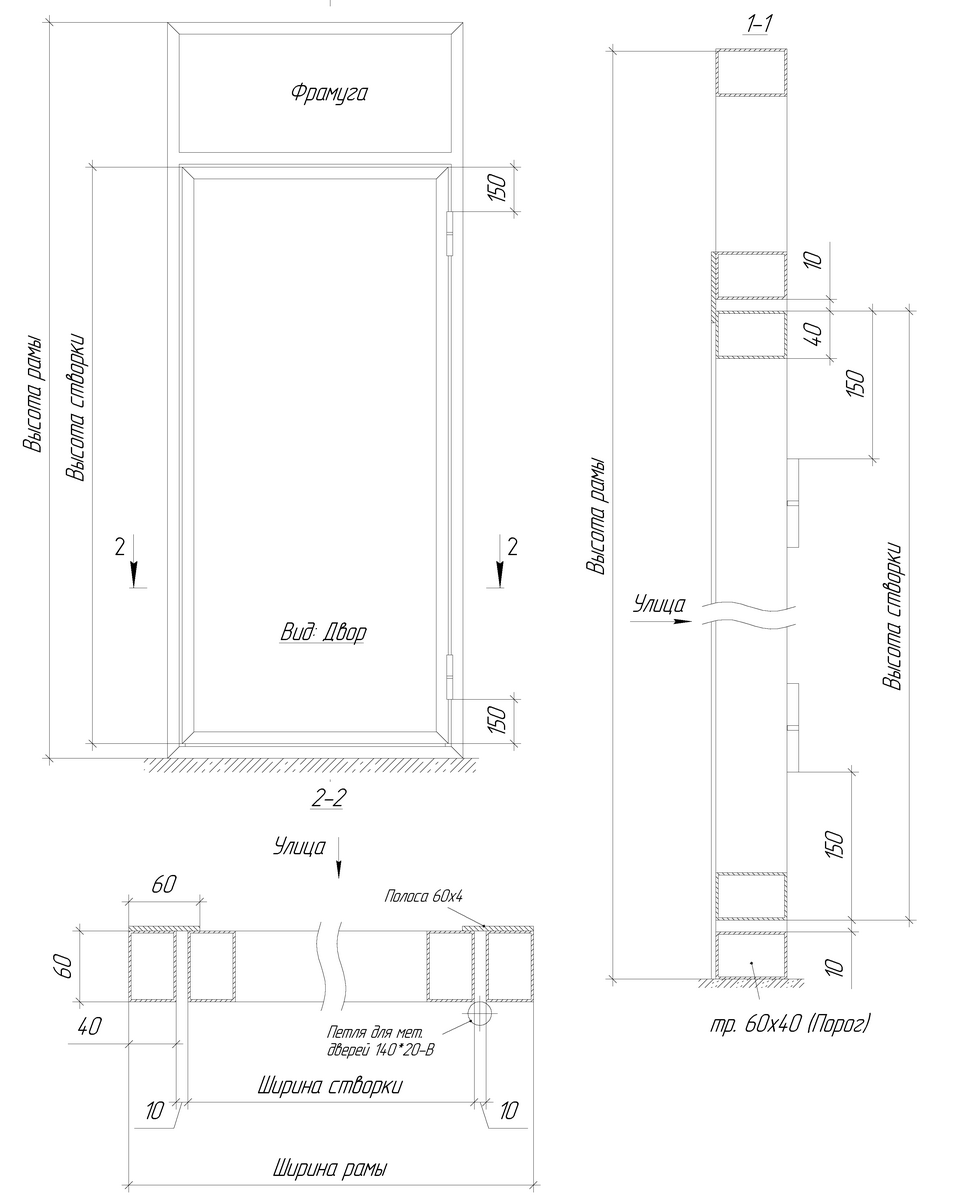 Фрамуга
150
Высота рамы
Высота створки
2
2
Вид: Двор
150
1-1
10
40
150
Высота рамы
Улица
Высота створки
150
10
тр. 60х40 (Порог)
2-2
Улица
60
Полоса 60х4
60
40
Петля для мет.
дверей 140*20-В
Ширина створки
10
10
Ширина рамы